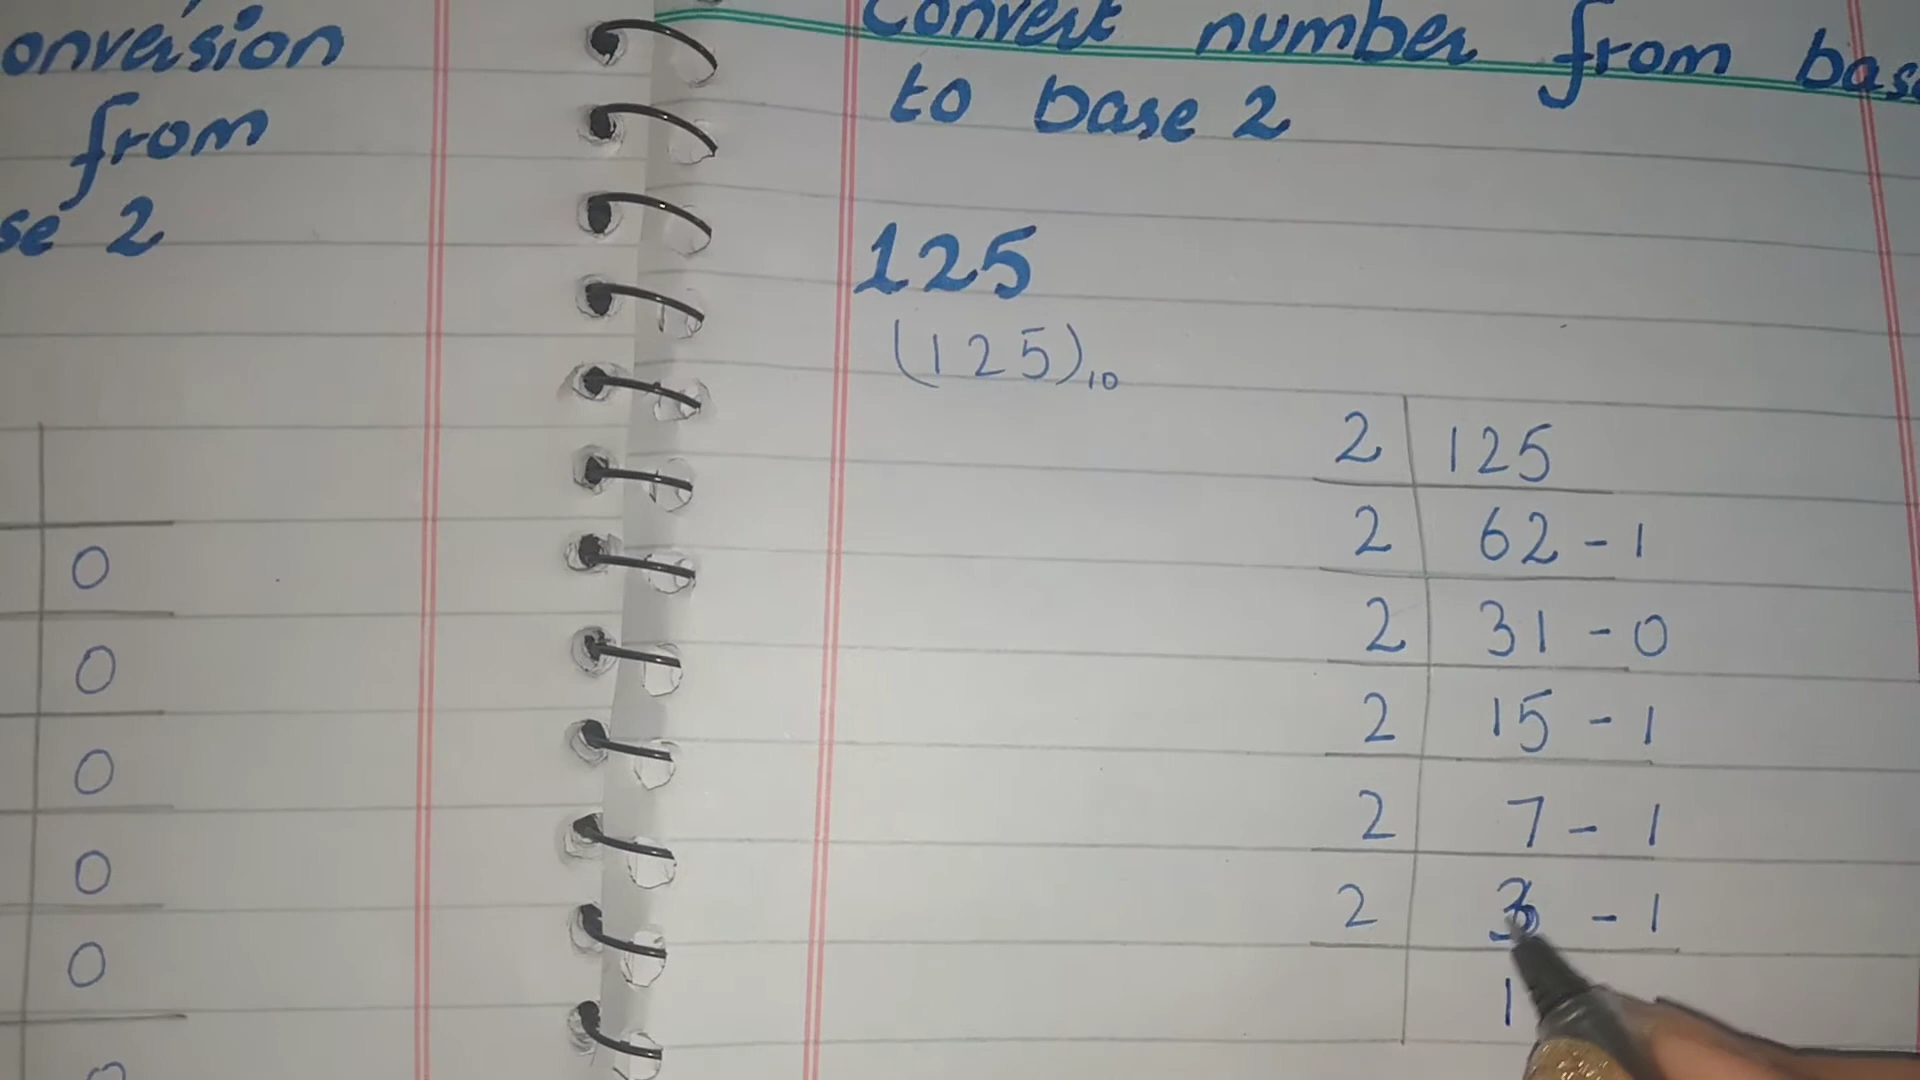 onversion
from
se 2
0
0
0
0
0
Convert number from base
to base 2
125
(125)10
2 125
2 62 - 1
2 31 - 0
2 15 - 1
2 7 - 1
2 3 - 1
1